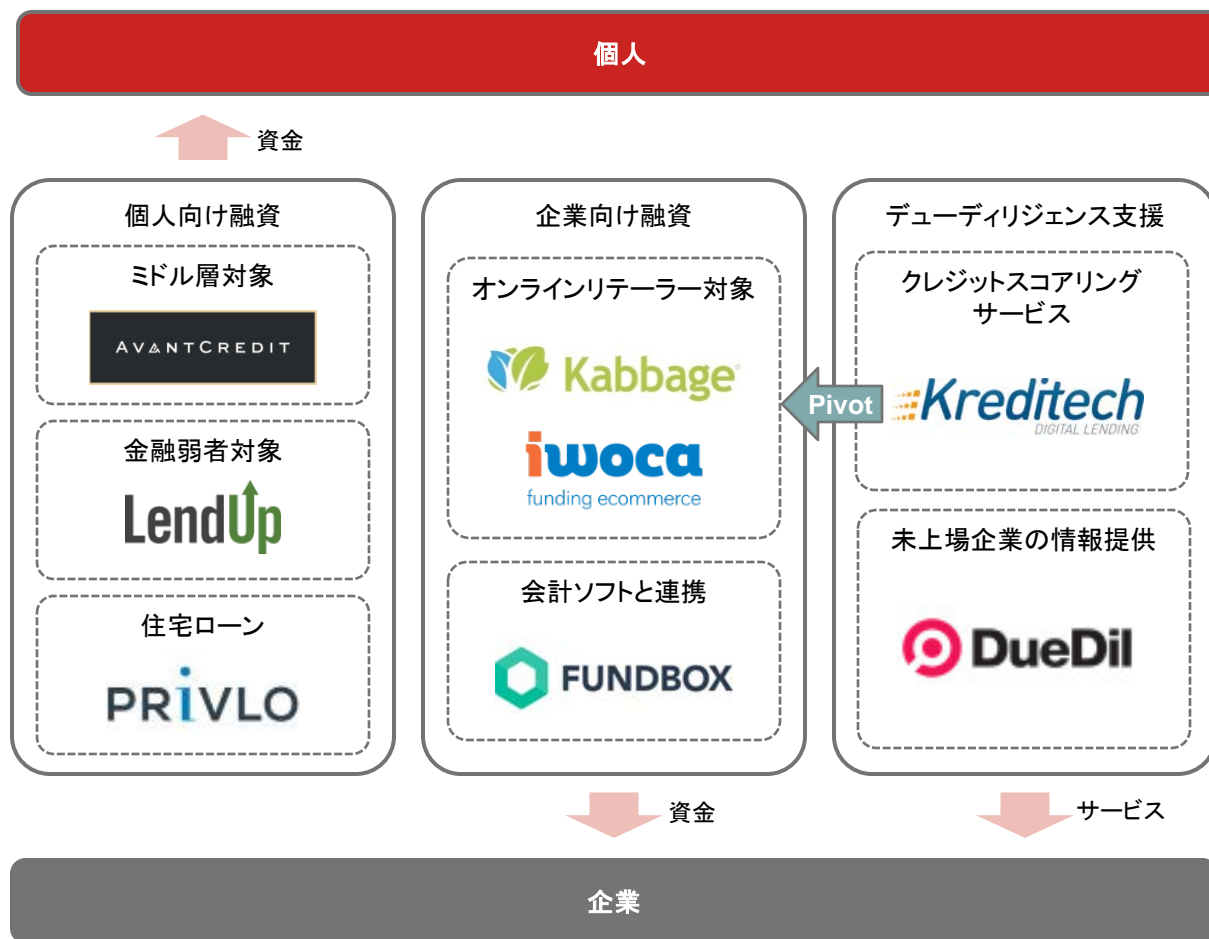 個人
資金
個人向け融資
ミドル層対象
AVANTCREDIT
金融弱者対象
LendUp
住宅ローン
PRiVLO
企業向け融資
オンラインリテーラー対象
Kabbage
iwoca
funding ecommerce
会計ソフトと連携
FUNDBOX
デューディリジェンス支援
クレジットスコアリング
サービス
Pivot
Kreditech
DIGITAL LENDING
未上場企業の情報提供
DueDil
資金
サービス
企業